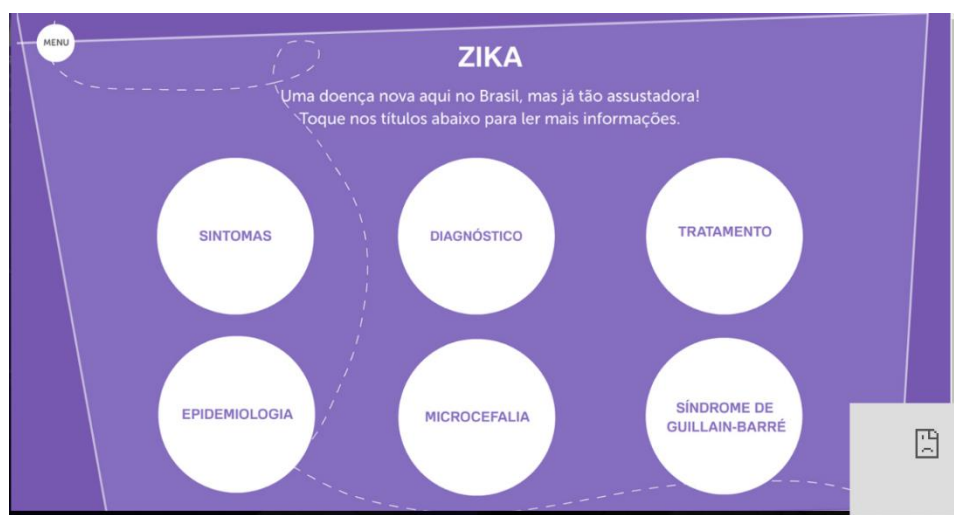 MENU
ZIKA
Uma doença nova aqui no Brasil, mas já tão assustadora!
Toque nos títulos abaixo para ler mais informações.
SINTOMAS
DIAGNÓSTICO
TRATAMENTO
EPIDEMIOLOGIA
MICROCEFALIA
SÍNDROME DE
GUILLAIN-BARRÉ